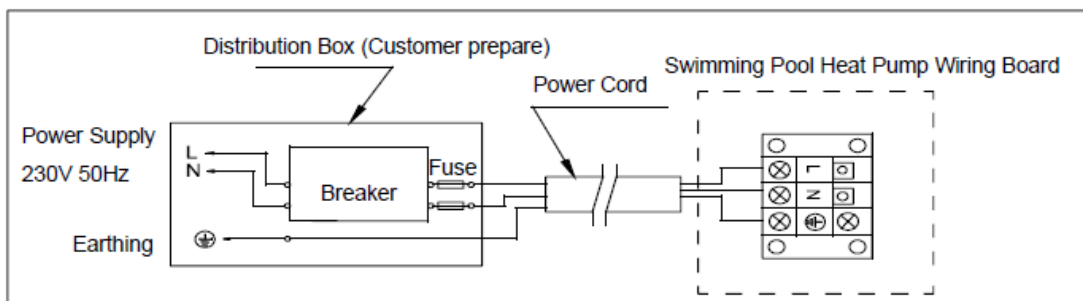 Distribution Box (Customer prepare)
Swimming Pool Heat Pump Wiring Board
Power Cord
Power Supply
230V 50Hz
L
N
Breaker
Fuse
Earthing
L
N